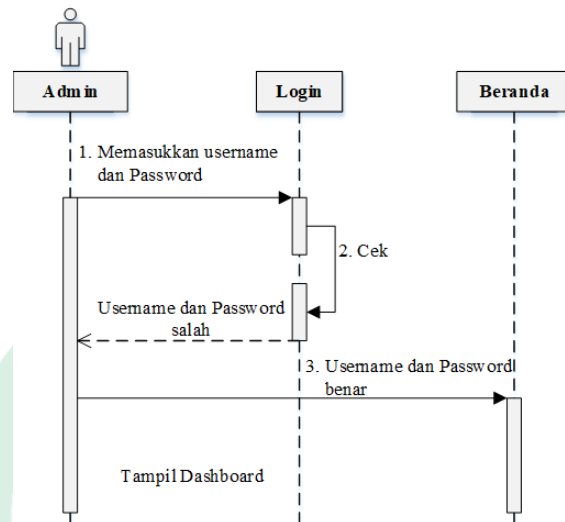 Admin
Login
Beranda
1. Memasukkan username
dan Password
2. Cek
Username dan Password
salah
3. Username dan Password
benar
Tampil Dashboard